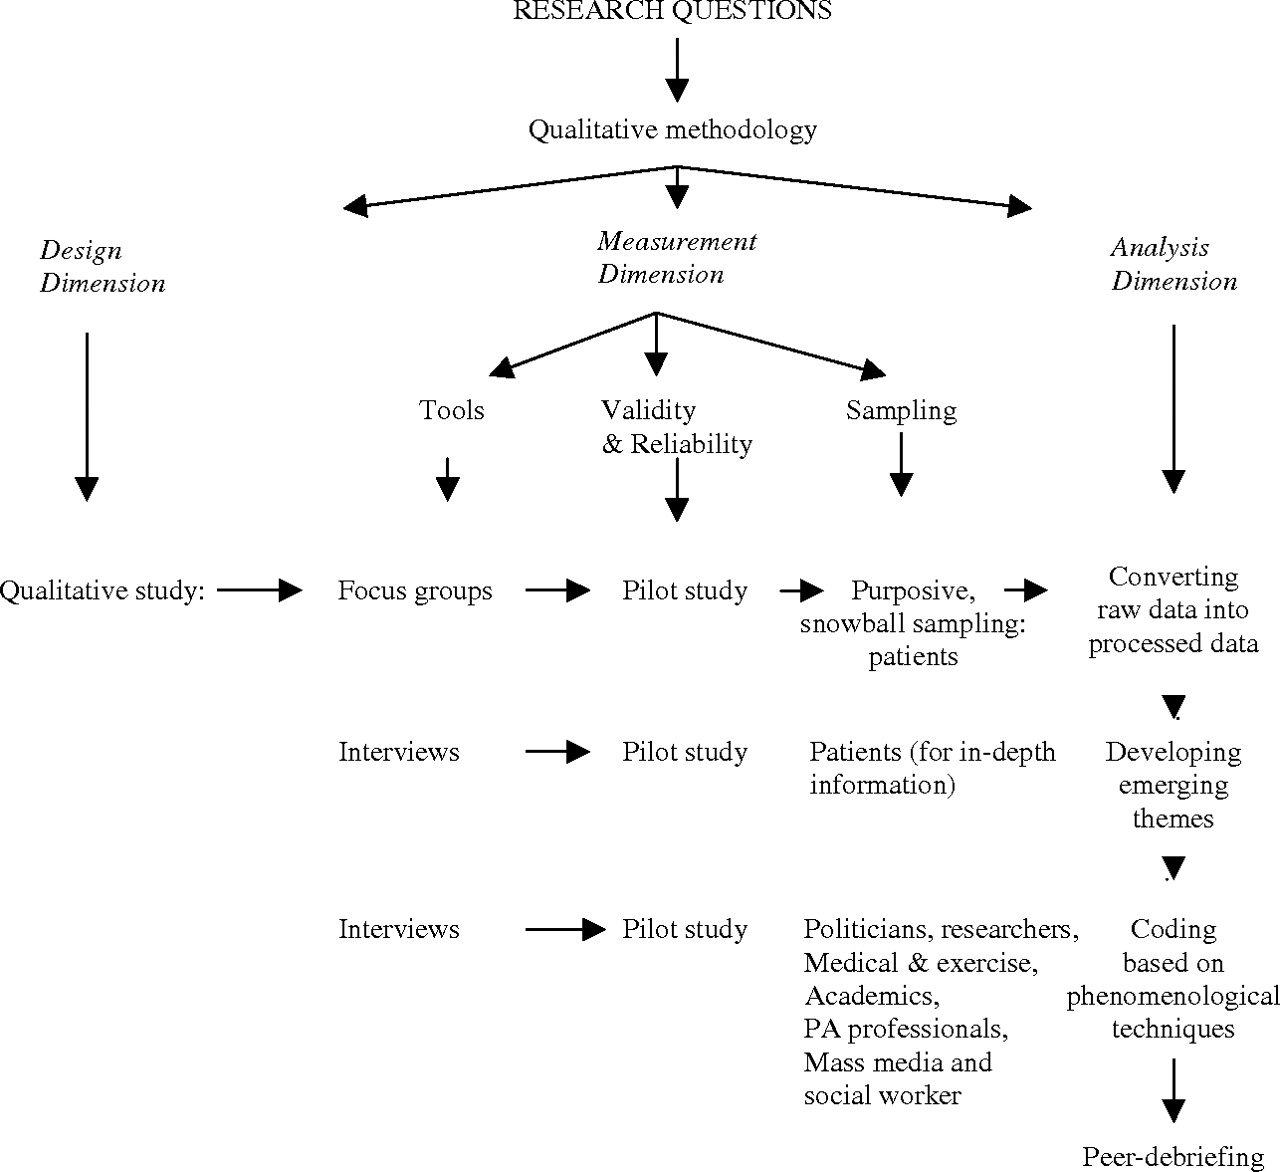 RESEARCH QUESTIONS
Qualitative methodology
Design
Dimension
Measurement
Dimension
Analysis
Dimension
Tools
Validity
& Reliability
Sampling
Qualitative study:
Focus groups
Pilot study
Purposive,
snowball sampling:
patients
Converting
raw data into
processed data
Interviews
Pilot study
Patients (for in-depth
information)
Developing
emerging
themes
Interviews
Pilot study
Politicians, researchers,
Medical & exercise,
Academics,
PA professionals,
Mass media and
social worker
Coding
based on
phenomenological
techniques
Peer-debriefing